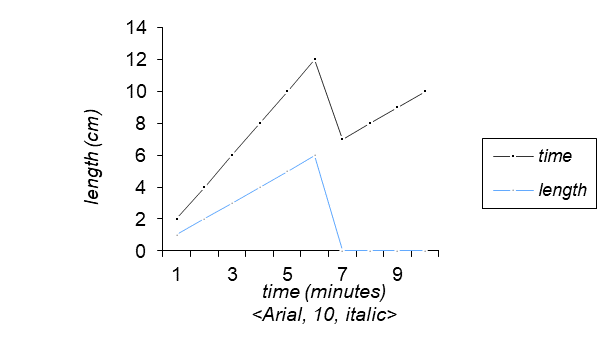 14
12
10
8
6
4
2
0
length (cm)
1 3 5 7 9
time (minutes)
<Arial, 10, italic>
time
length